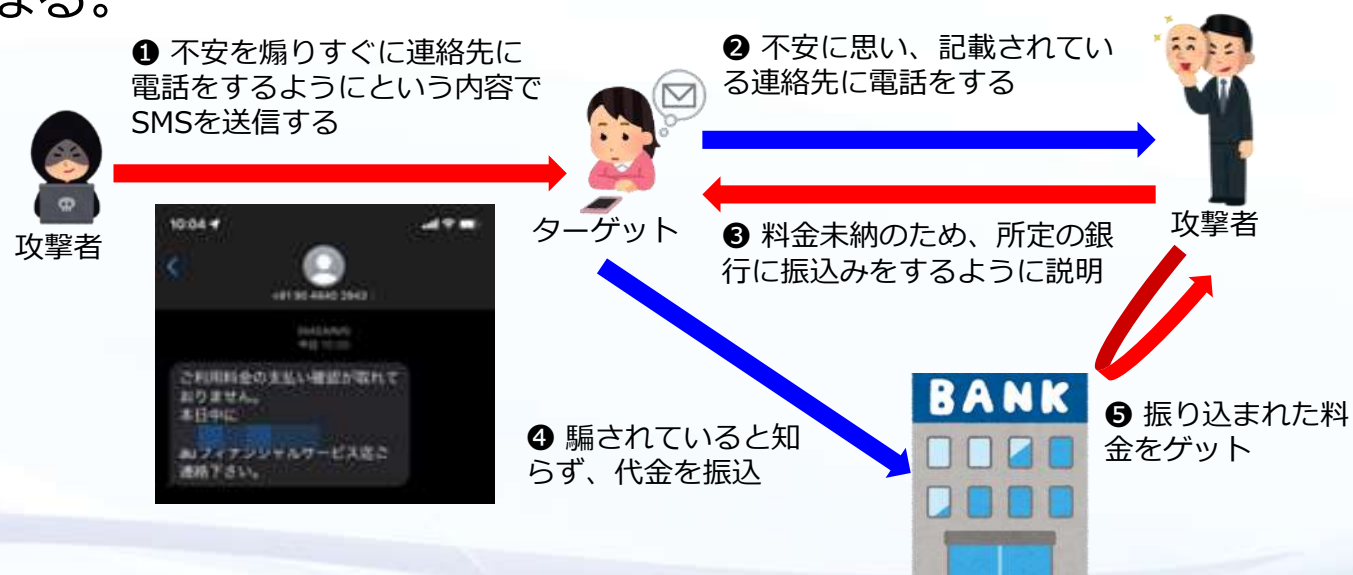 まる。
❶ 不安を煽りすぐに連絡先に
電話をするようにという内容で
SMSを送信する
❷ 不安に思い、記載されてい
る連絡先に電話をする
攻撃者
ターゲット
❸ 料金未納のため、所定の銀
行に振込みをするように説明
攻撃者
10:04
ご利用料金の支払い確認が取れて
おりません。
本日中に
auフィナンシャルサービス迄ご
連絡下さい。
❹ 騙されていると知
らず、代金を振込
BANK
❺ 振り込まれた料
金をゲット